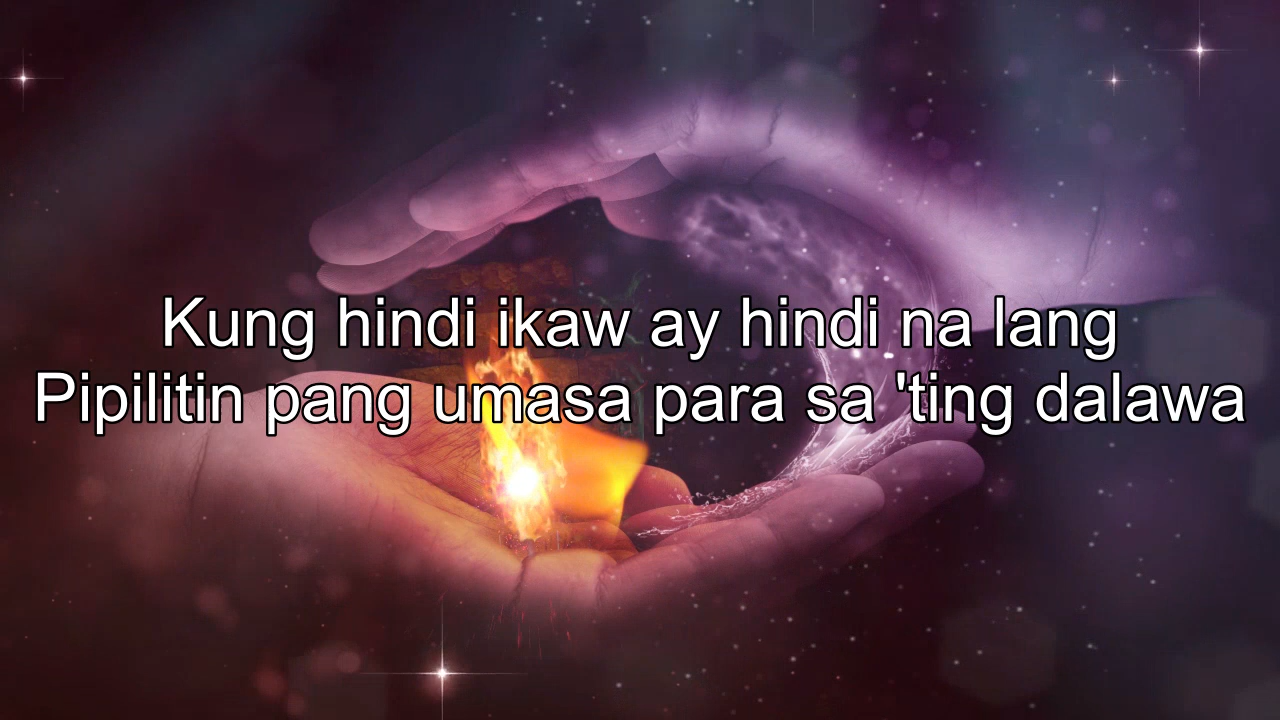 Kung hindi ikaw ay hindi na lang
Pipilitin pang umasa para sa 'ting dalawa